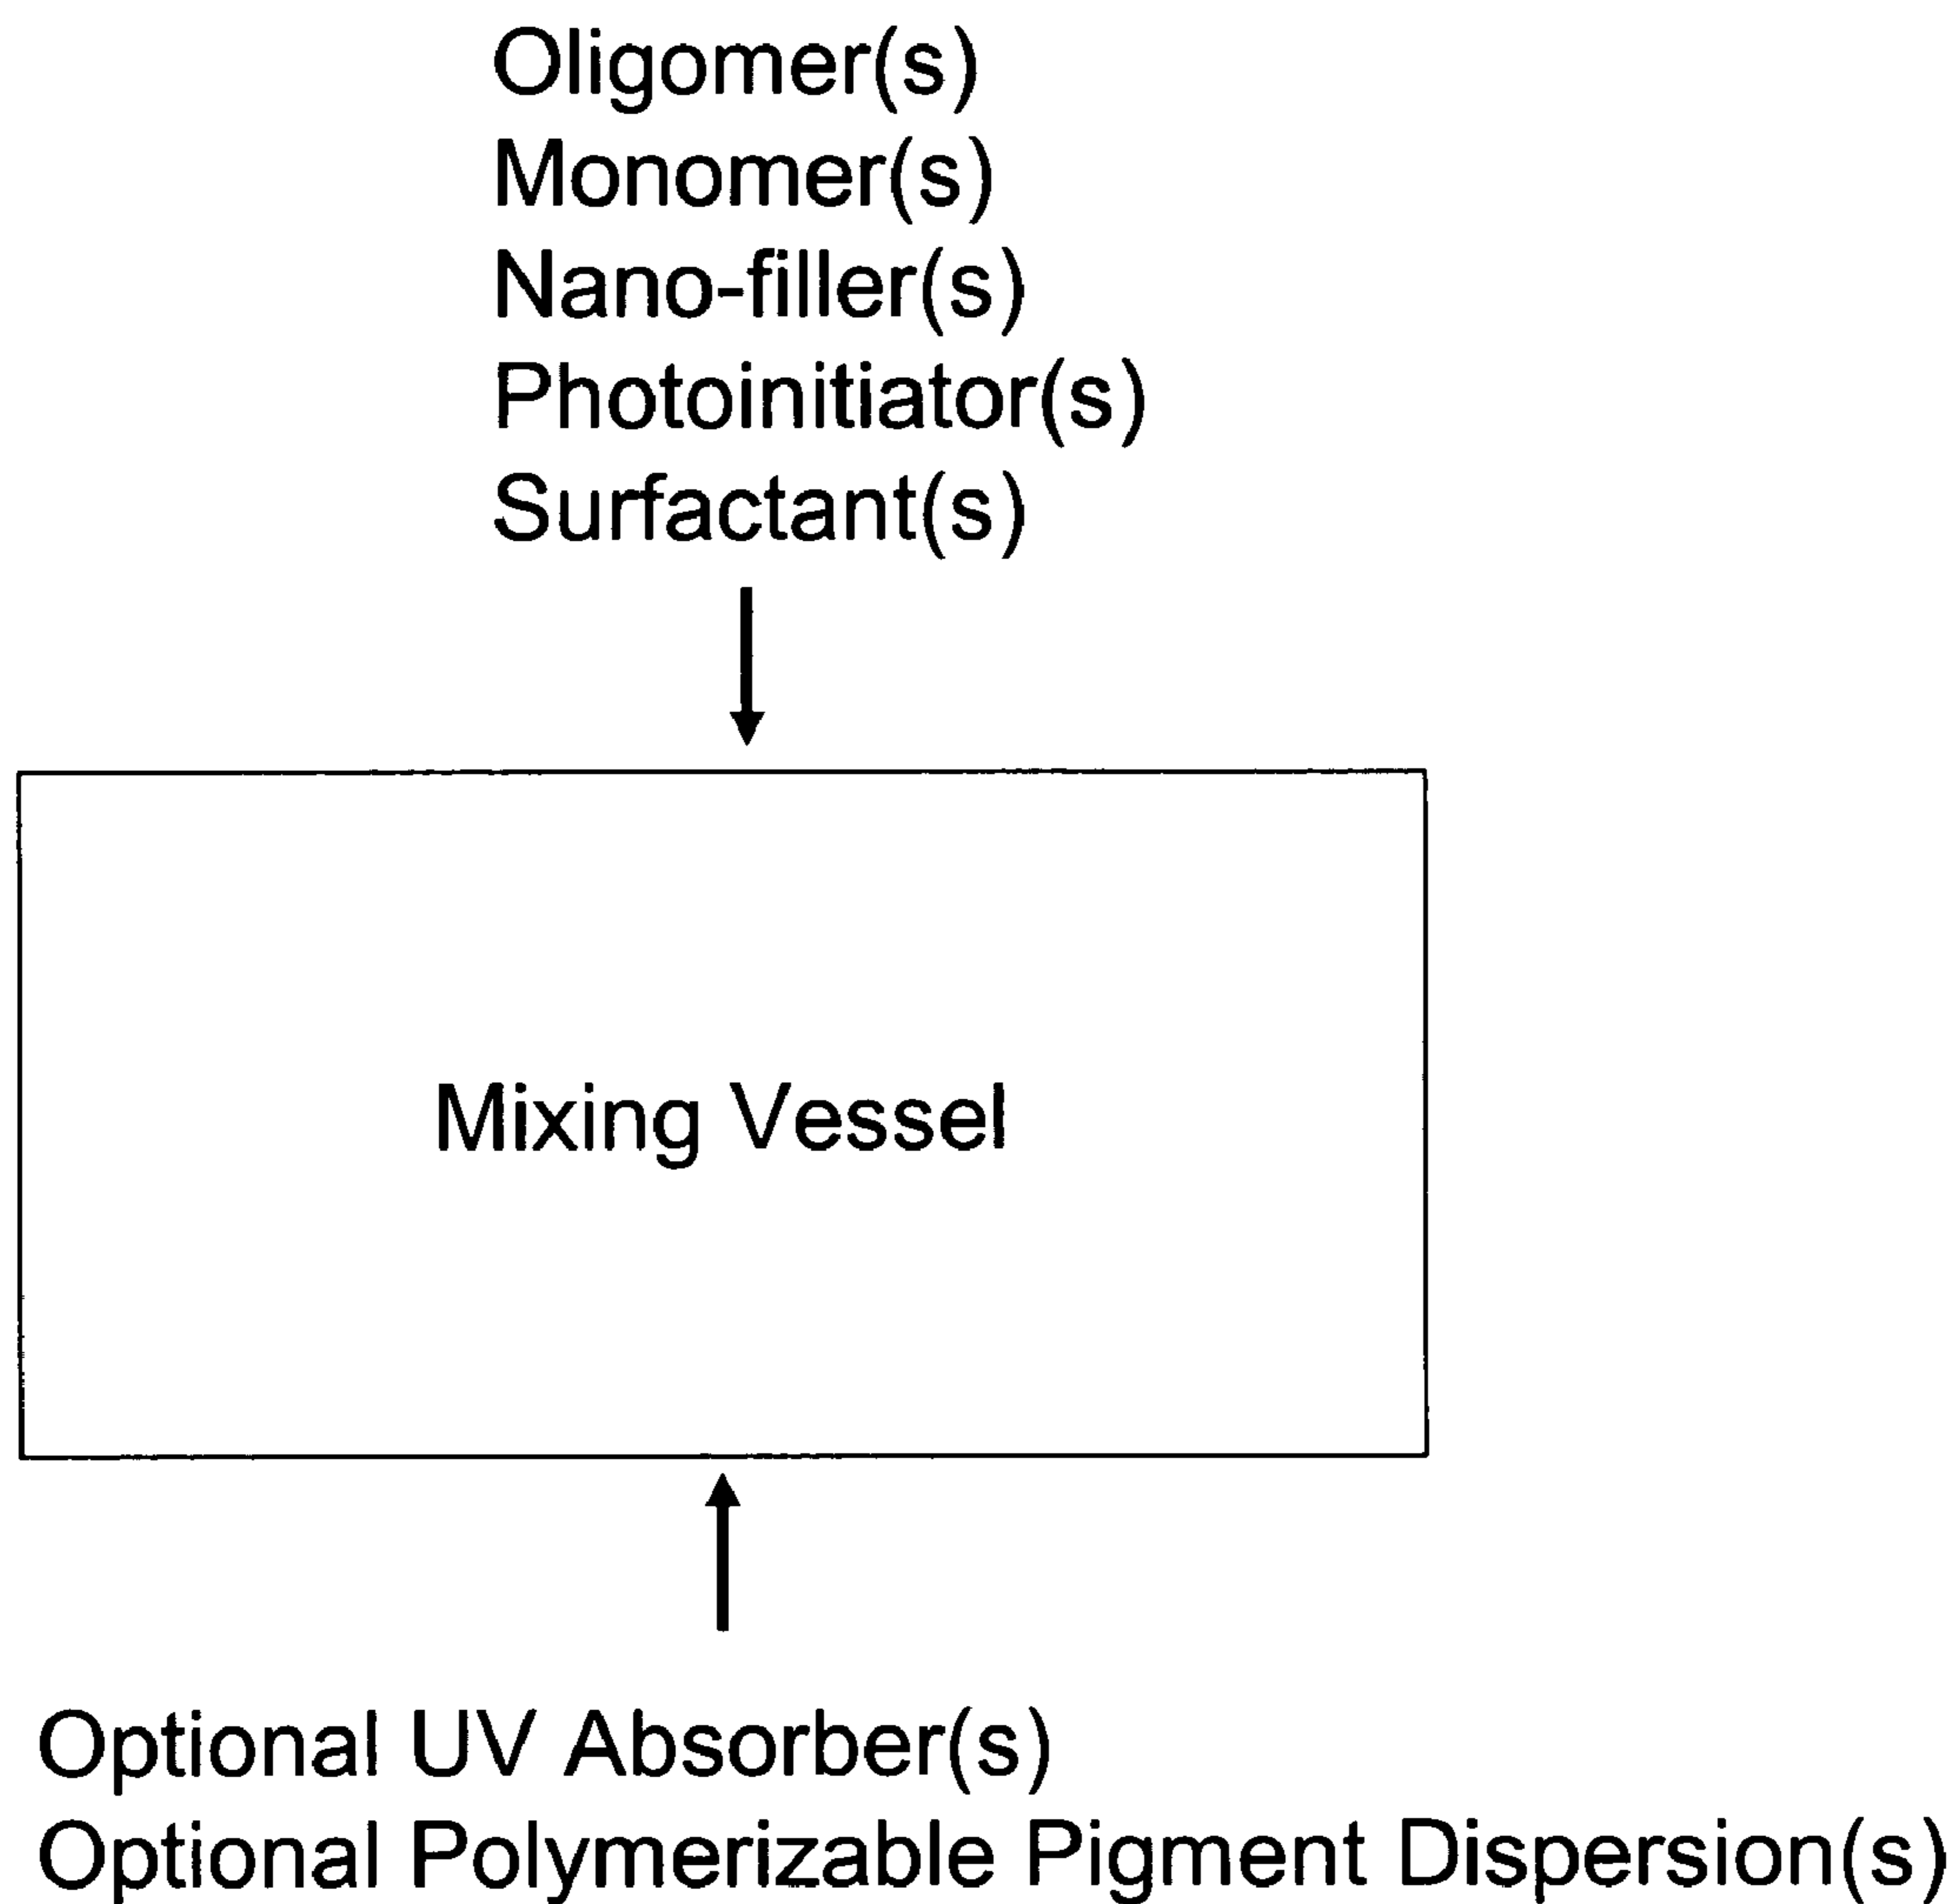 Oligomer(s)
Monomer(s)
Nano-filler(s)
Photoinitiator(s)
Surfactant(s)
Mixing Vessel
Optional UV Absorber(s)
Optional Polymerizable Pigment Dispersion(s)